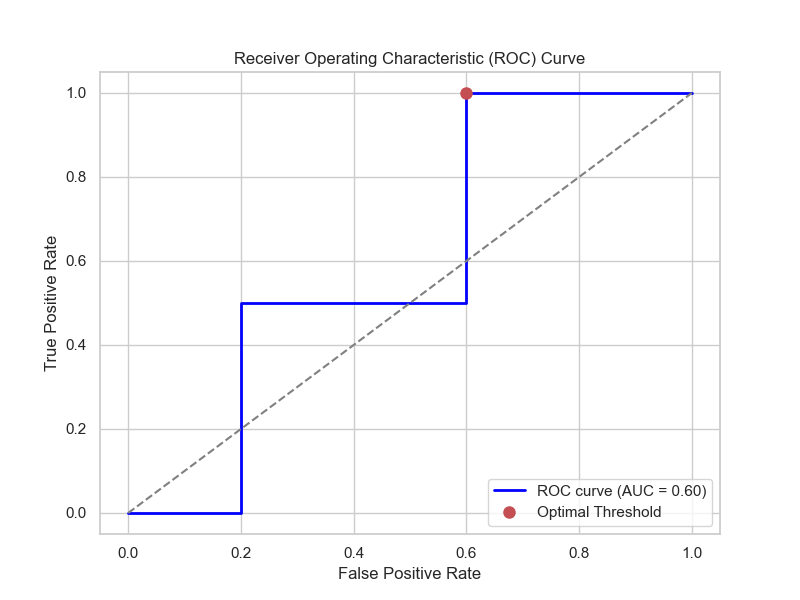 Receiver Operating Characteristic (ROC) Curve
True Positive Rate
1.0
0.8
0.6
0.4
0.2
0.0
ROC curve (AUC = 0.60)
Optimal Threshold
0.0 0.2 0.4 0.6 0.8 1.0
False Positive Rate